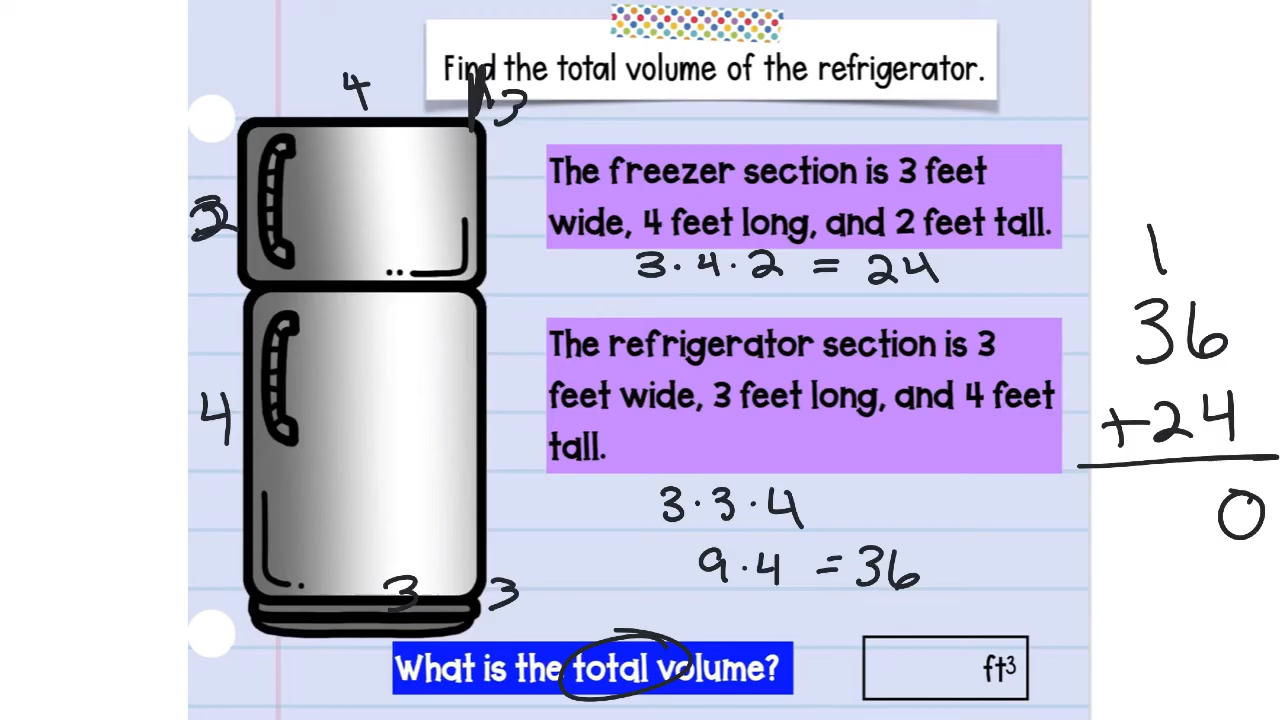 Find the total volume of the refrigerator.
4
3
The freezer section is 3 feet
wide, 4 feet long, and 2 feet tall.
2
3 · 4 · 2 = 24
The refrigerator section is 3
feet wide, 3 feet long, and 4 feet
tall.
4
3 · 3 · 4
9 · 4 = 36
3 3
1
36
+24
0
What is the total volume?
ft³